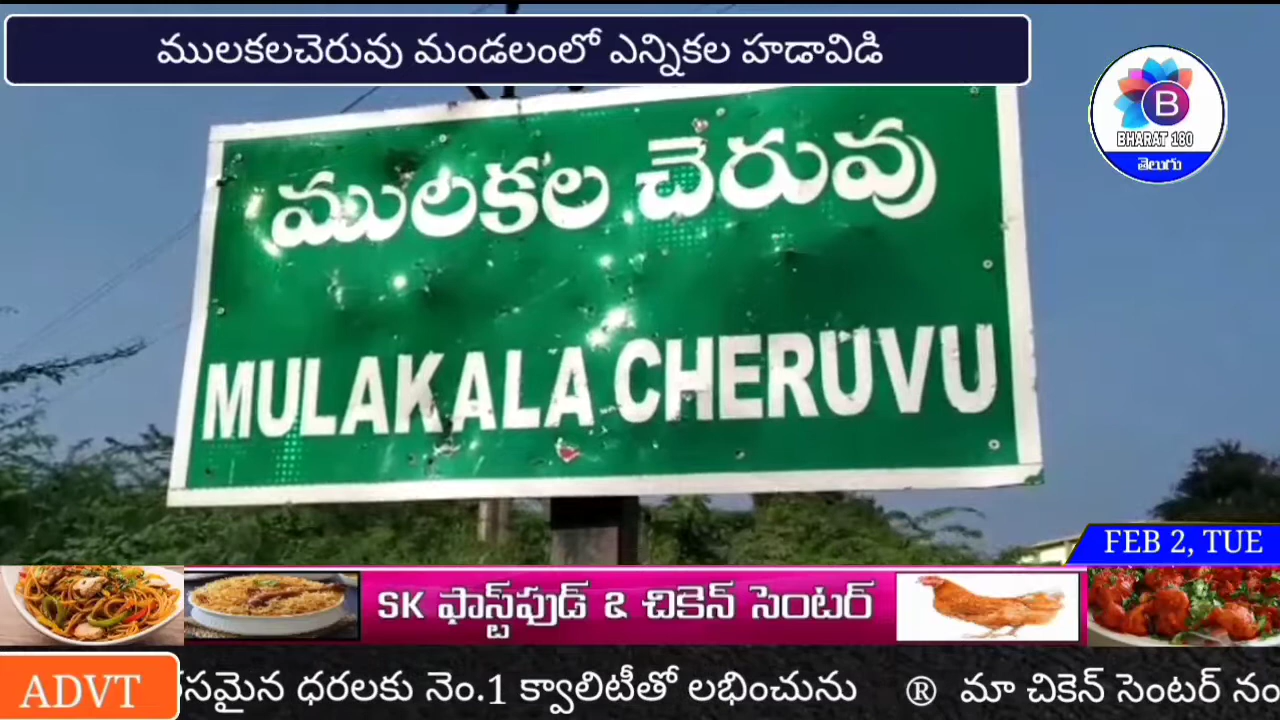 ములకలచెరువు మండలంలో ఎన్నికల హడావిడి
B
BHARAT 180
తెలుగు
ములకల చెరువు
MULAKALA CHERUVU
FEB 2, TUE
SK ఫాస్ట్‌ఫుడ్ & చికెన్ సెంటర్
ADVT
ధరలకు నెం.1 క్వాలిటీతో లభించును ® మా చికెన్ సెంటర్